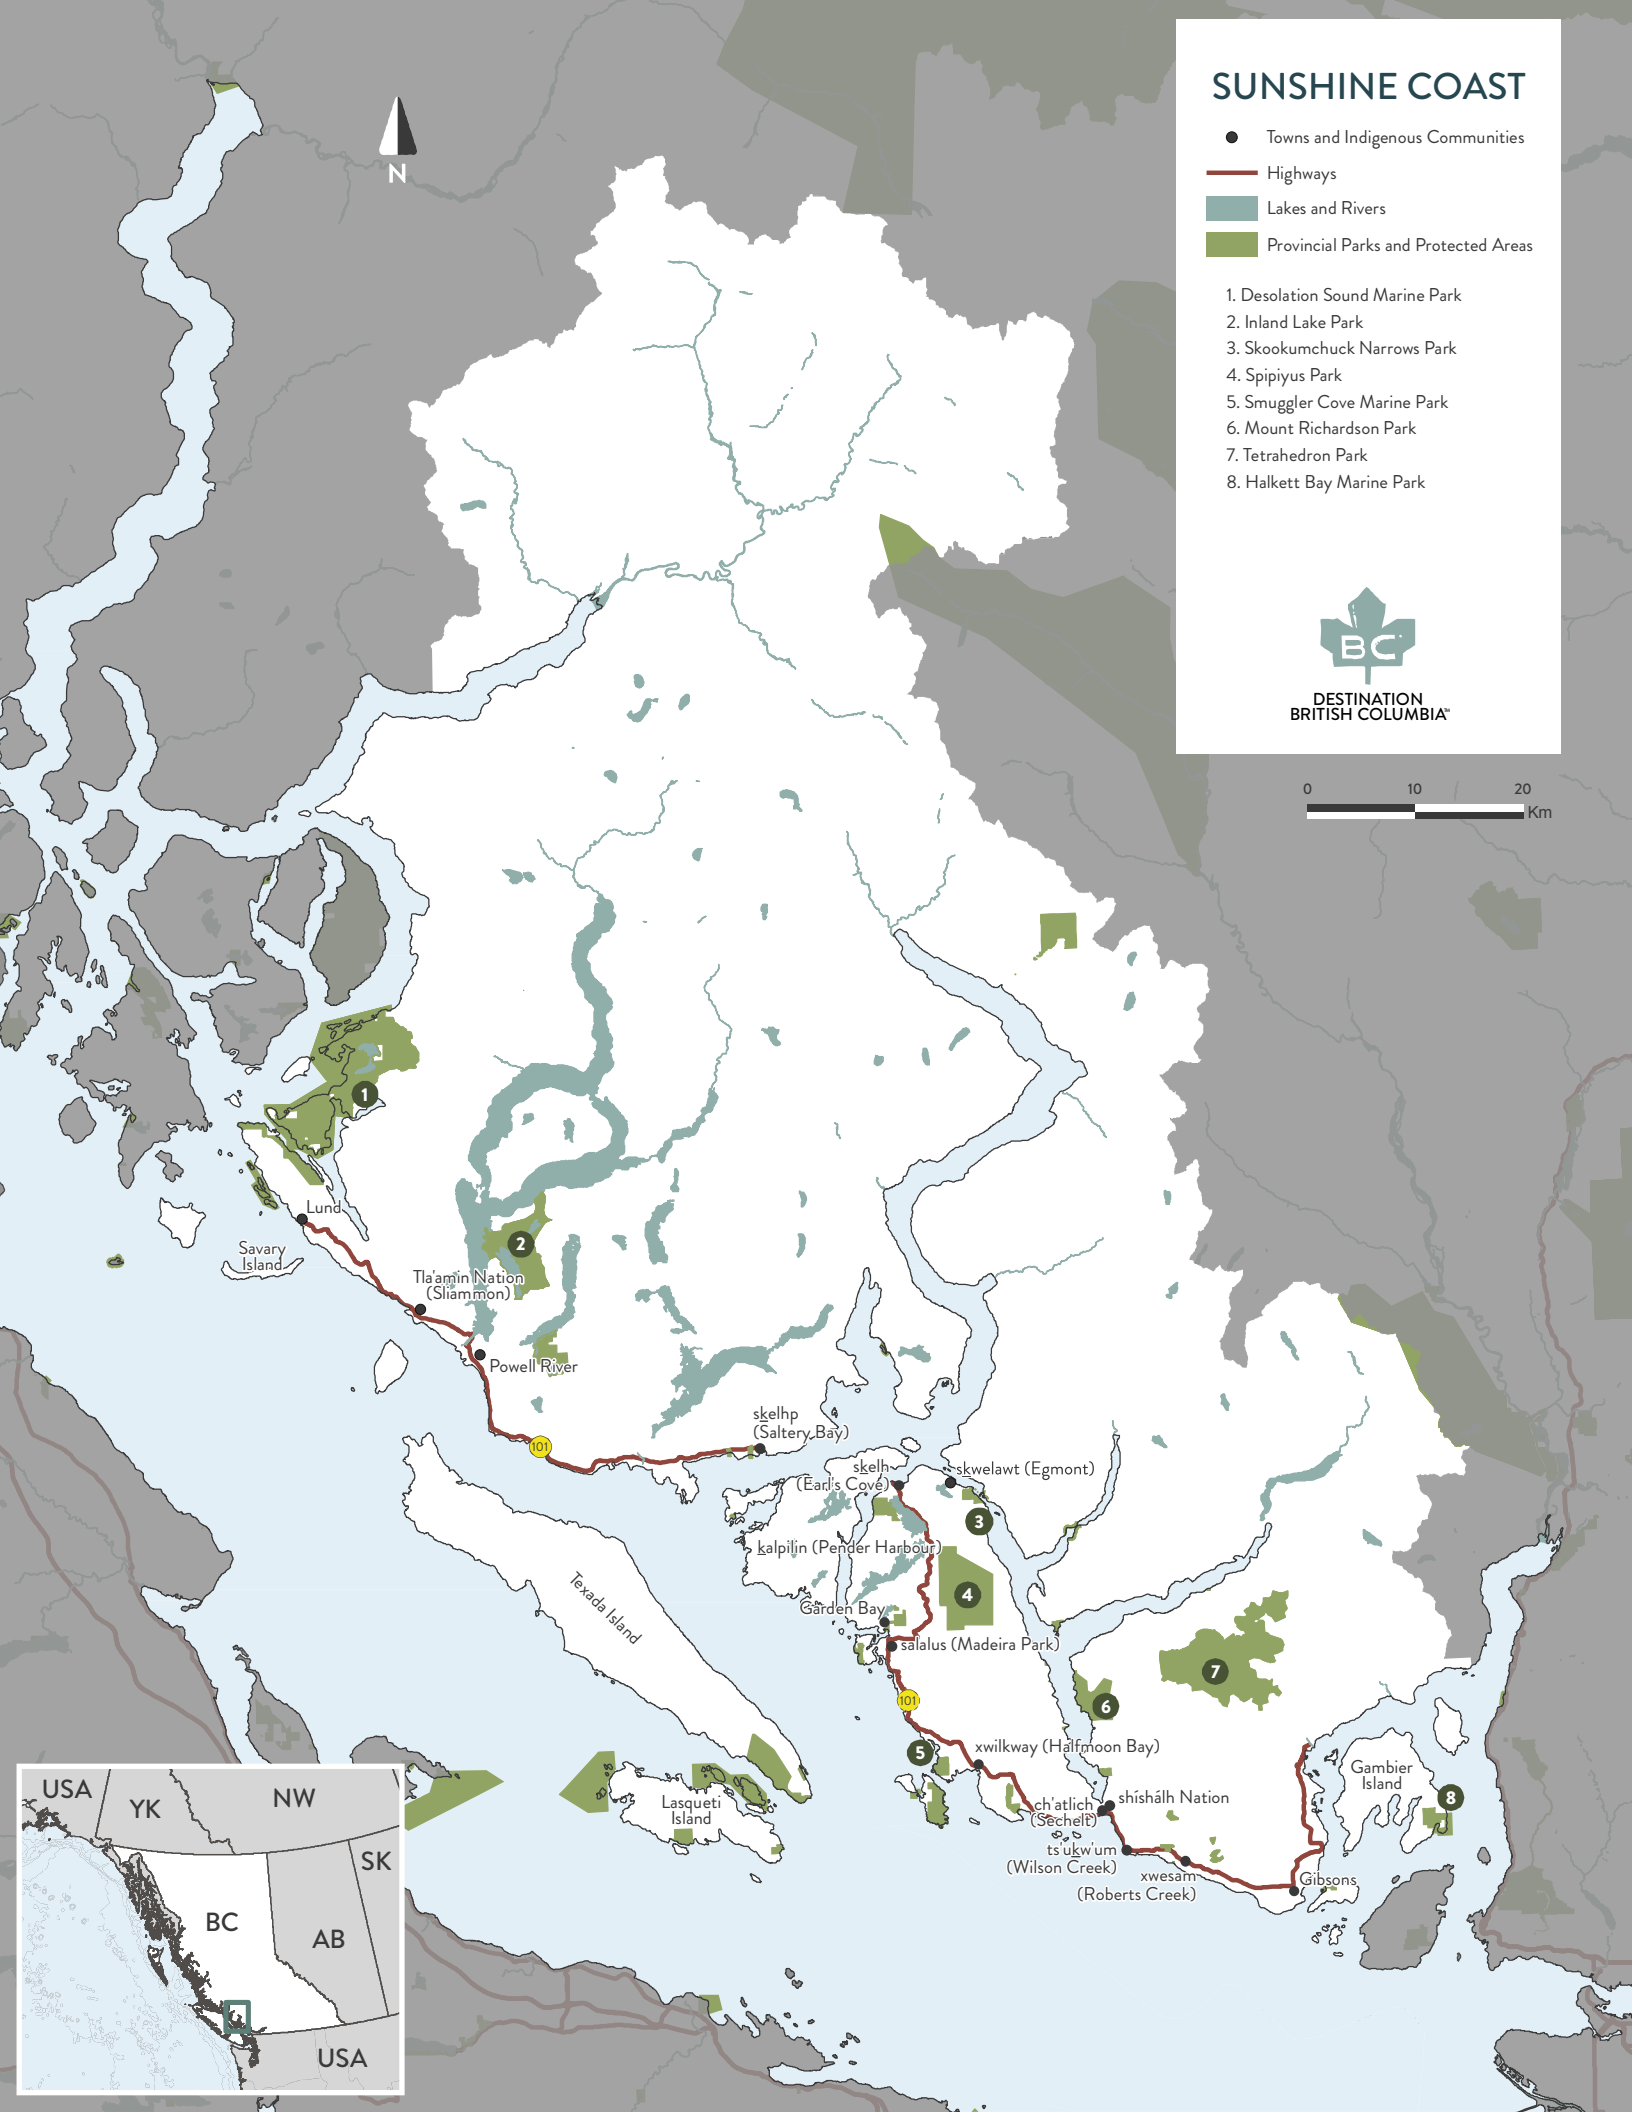 SUNSHINE COAST
Towns and Indigenous Communities
Highways
Lakes and Rivers
Provincial Parks and Protected Areas
1. Desolation Sound Marine Park
2. Inland Lake Park
3. Skookumchuck Narrows Park
4. Spipiyus Park
5. Smuggler Cove Marine Park
6. Mount Richardson Park
7. Tetrahedron Park
8. Halkett Bay Marine Park
BC
DESTINATION
BRITISH COLUMBIA™
0 10 20
Km
N
1
Lund
Savary
Island
2
Tla'amin Nation
(Sliammon)
Powell River
101
sḵelhp
(Saltery Bay)
sḵelh
(Earl's Cove)
sḵwelawt (Egmont)
3
ḵalpilin (Pender Harbour)
4
Garden Bay
salalus (Madeira Park)
Texada Island
7
6
101
5
xwilkway (Halfmoon Bay)
Gambier
Island
8
shíshálh Nation
ch'atlich
(Sechelt)
Lasqueti
Island
ts'uḵw'um
(Wilson Creek)
xwesam
(Roberts Creek)
Gibsons
USA
YK
NW
SK
BC
AB
USA